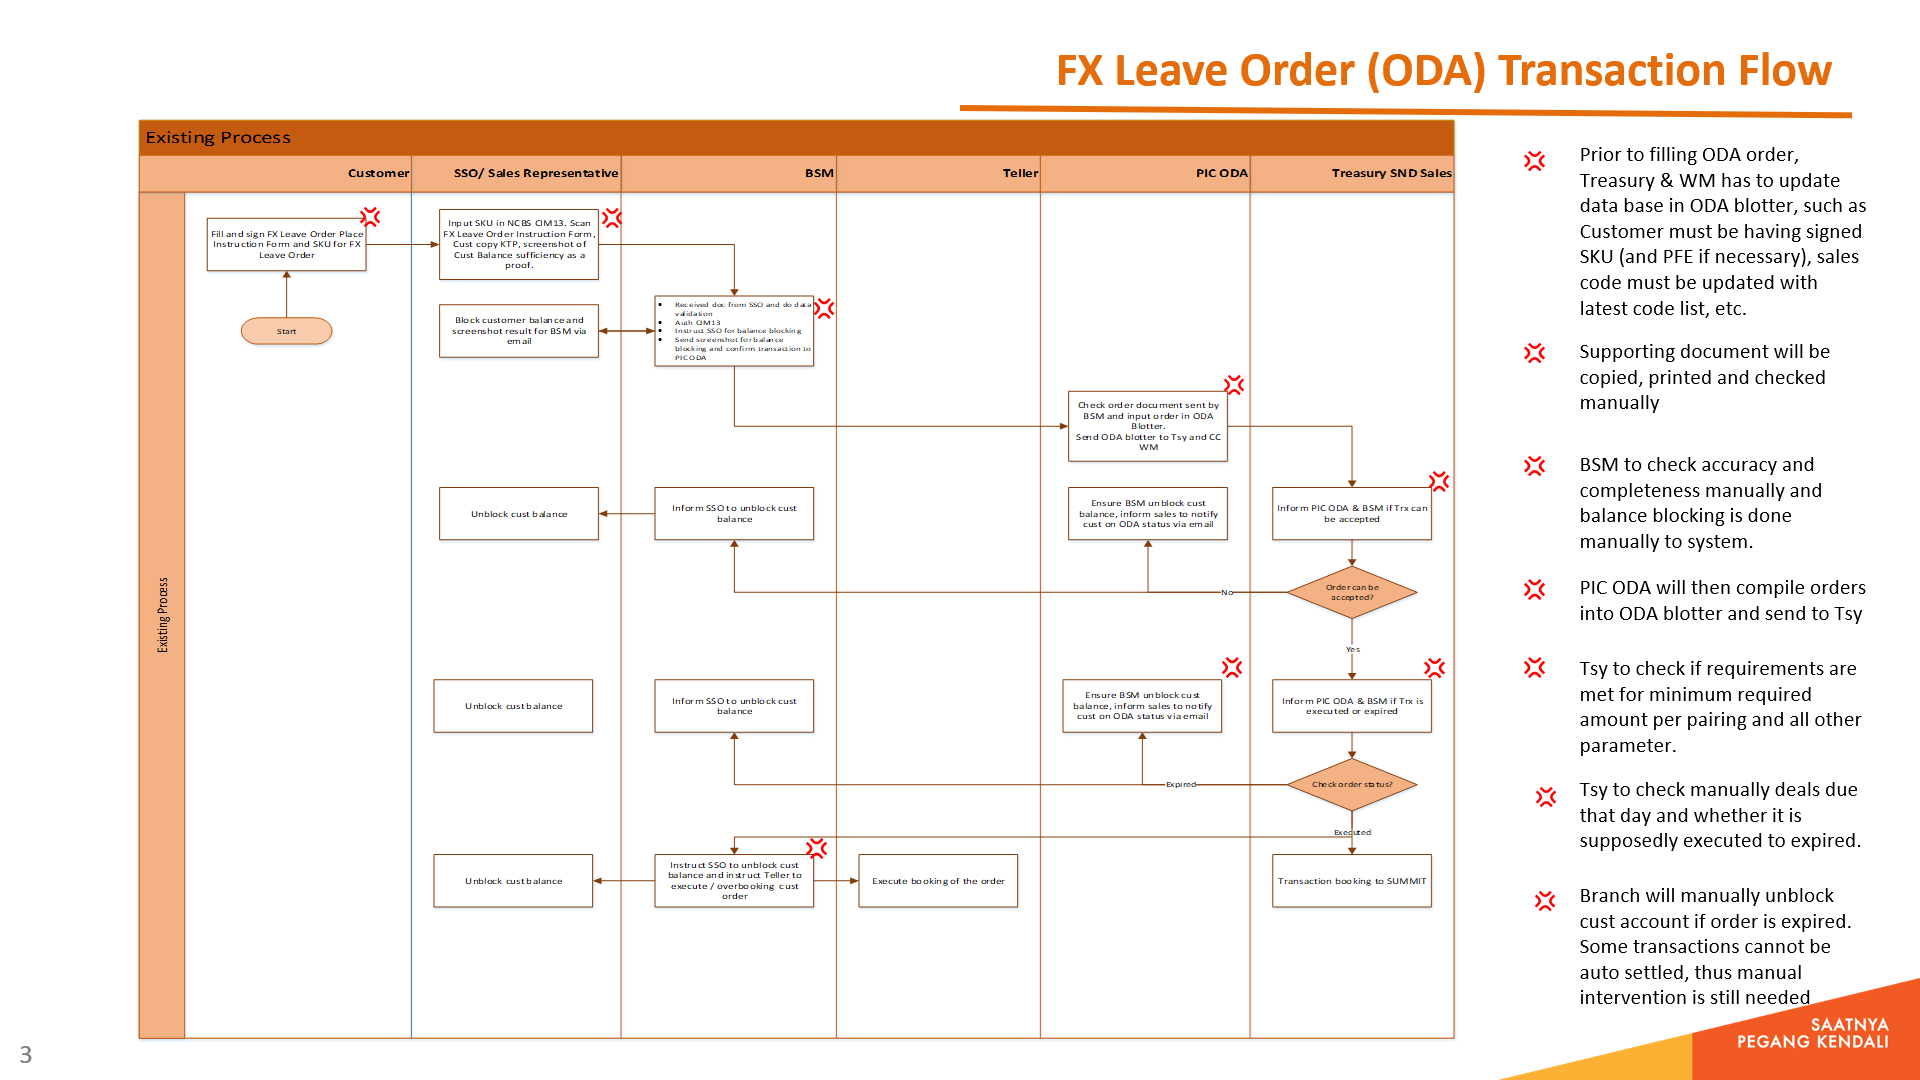 FX Leave Order (ODA) Transaction Flow
Existing Process
Customer
SSO/ Sales Representative
BSM
Teller
PIC ODA
Treasury SND Sales
Existing Process
Fill and sign FX Leave Order Place
Instruction Form and SKU for FX
Leave Order
Start
Input SKU in NCBS CIM13. Scan
FX Leave Order Instruction Form,
Cust copy KTP, screenshot of
Cust Balance sufficiency as a
proof.
Block customer balance and
screenshot result for BSM via
email
Received doc from SSO and do data
validation
Auth CIM13
Instruct SSO for balance blocking
Send screenshot for balance
blocking and confirm transaction to
PIC ODA
Check order document sent by
BSM and input order in ODA
Blotter.
Send ODA blotter to Tsy and CC
WM
Unblock cust balance
Inform SSO to unblock cust
balance
Ensure BSM unblock cust
balance, inform sales to notify
cust on ODA status via email
Inform PIC ODA & BSM if Trx can
be accepted
Order can be
accepted?
No
Yes
Unblock cust balance
Inform SSO to unblock cust
balance
Ensure BSM unblock cust
balance, inform sales to notify
cust on ODA status via email
Inform PIC ODA & BSM if Trx is
executed or expired
Check order status?
Expired
Executed
Unblock cust balance
Instruct SSO to unblock cust
balance and instruct Teller to
execute / overbooking cust
order
Execute booking of the order
Transaction booking to SUMMIT
Prior to filling ODA order,
Treasury & WM has to update
data base in ODA blotter, such as
Customer must be having signed
SKU (and PFE if necessary), sales
code must be updated with
latest code list, etc.
Supporting document will be
copied, printed and checked
manually
BSM to check accuracy and
completeness manually and
balance blocking is done
manually to system.
PIC ODA will then compile orders
into ODA blotter and send to Tsy
Tsy to check if requirements are
met for minimum required
amount per pairing and all other
parameter.
Tsy to check manually deals due
that day and whether it is
supposedly executed to expired.
Branch will manually unblock
cust account if order is expired.
Some transactions cannot be
auto settled, thus manual
intervention is still needed
SAATNYA
PEGANG KENDALI
3